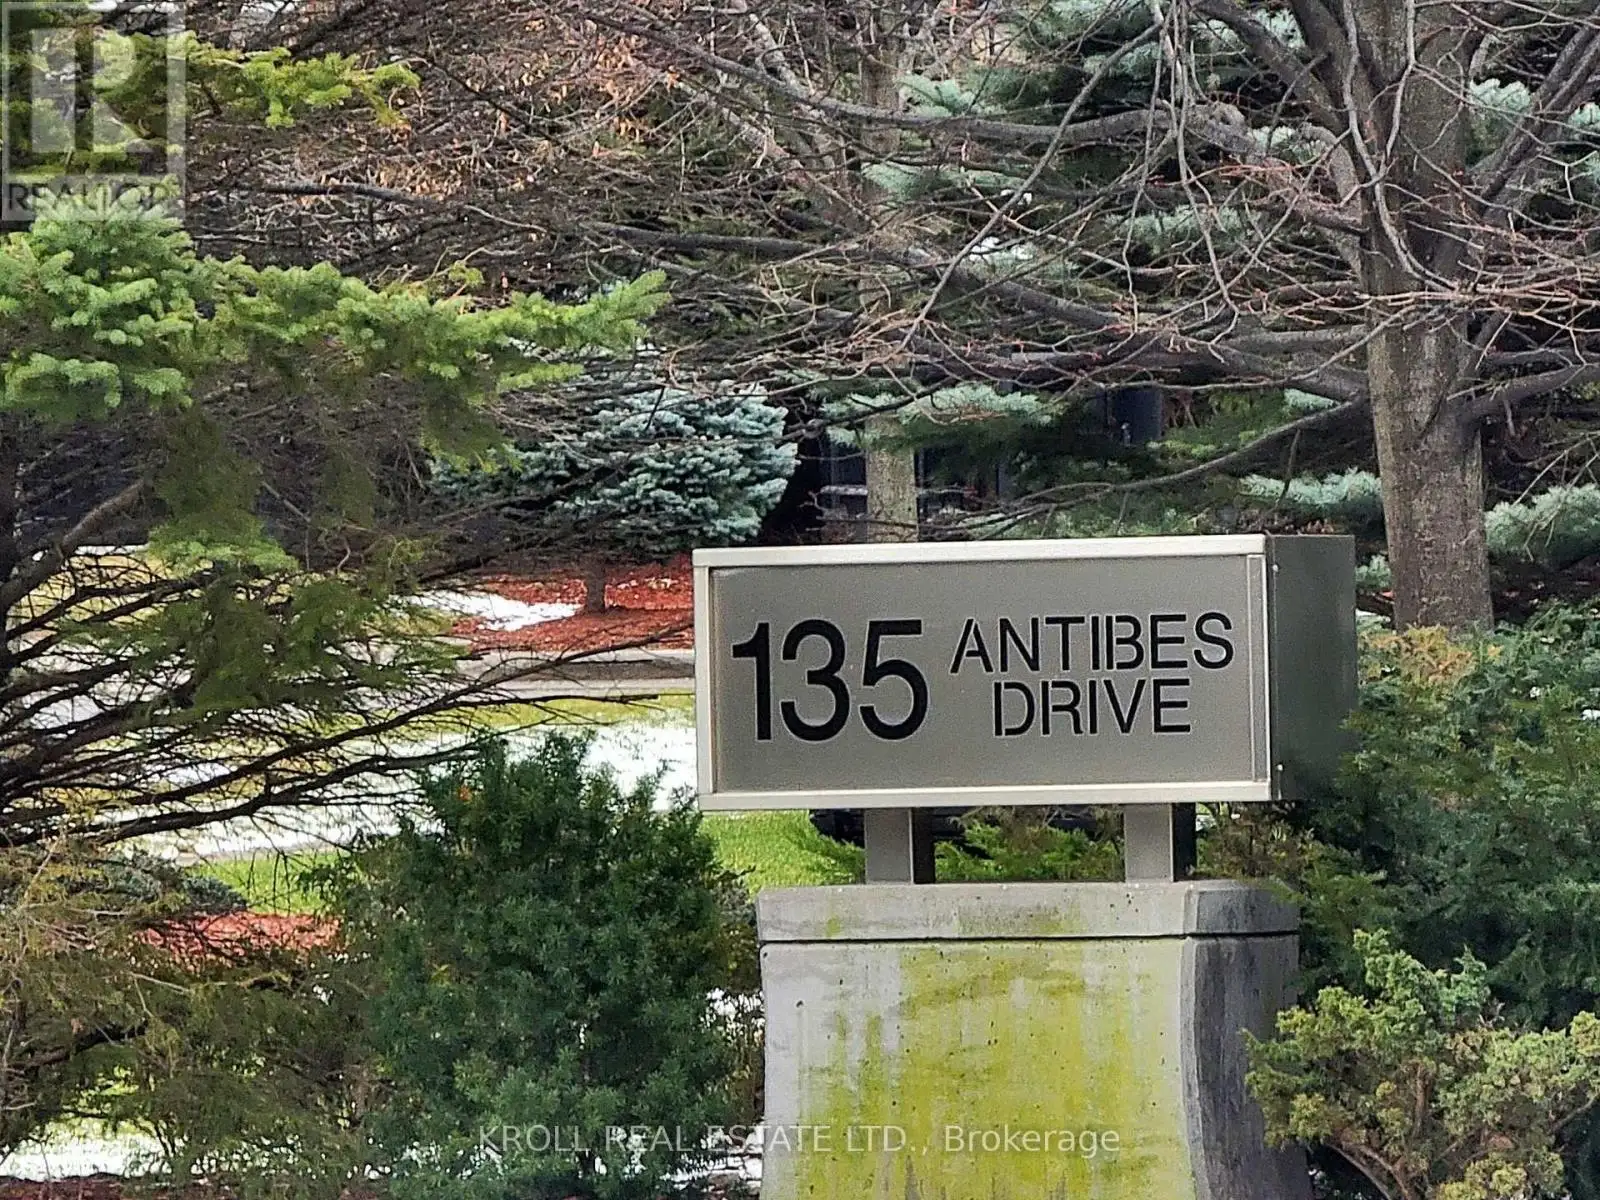 REALTOR
135 ANTIBES
DRIVE
KROLL REAL ESTATE LTD., Brokerage